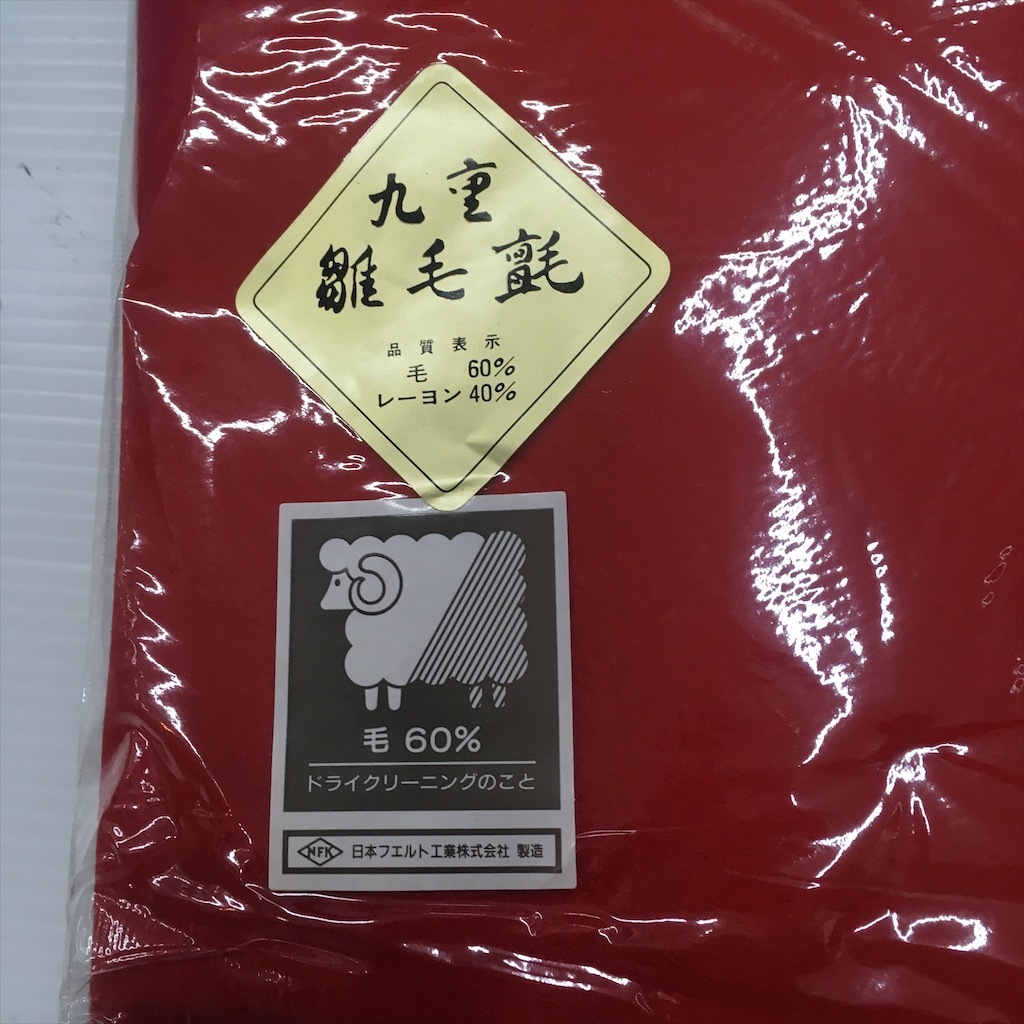 九重
雛毛氈
品質表示
毛 60%
レーヨン 40%
毛 60%
ドライクリーニングのこと
NFK 日本フエルト工業株式会社 製造